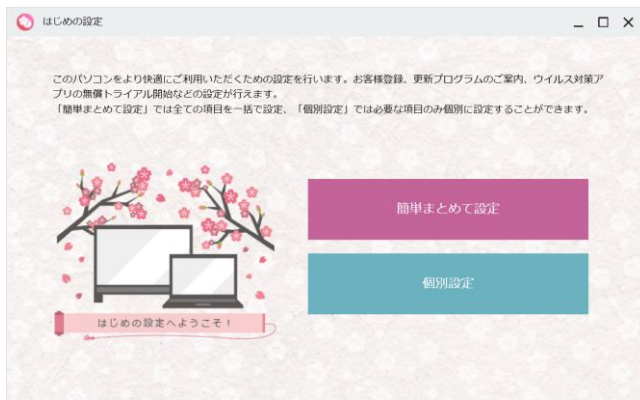 はじめの設定
このパソコンをより快適にご利用いただくための設定を行います。お客様登録、更新プログラムのご案内、ウイルス対策ア
プリの無償トライアル開始などの設定が行えます。
「簡単まとめて設定」では全ての項目を一括で設定、「個別設定」では必要な項目のみ個別に設定することができます。
簡単まとめて設定
個別設定
はじめの設定へようこそ！